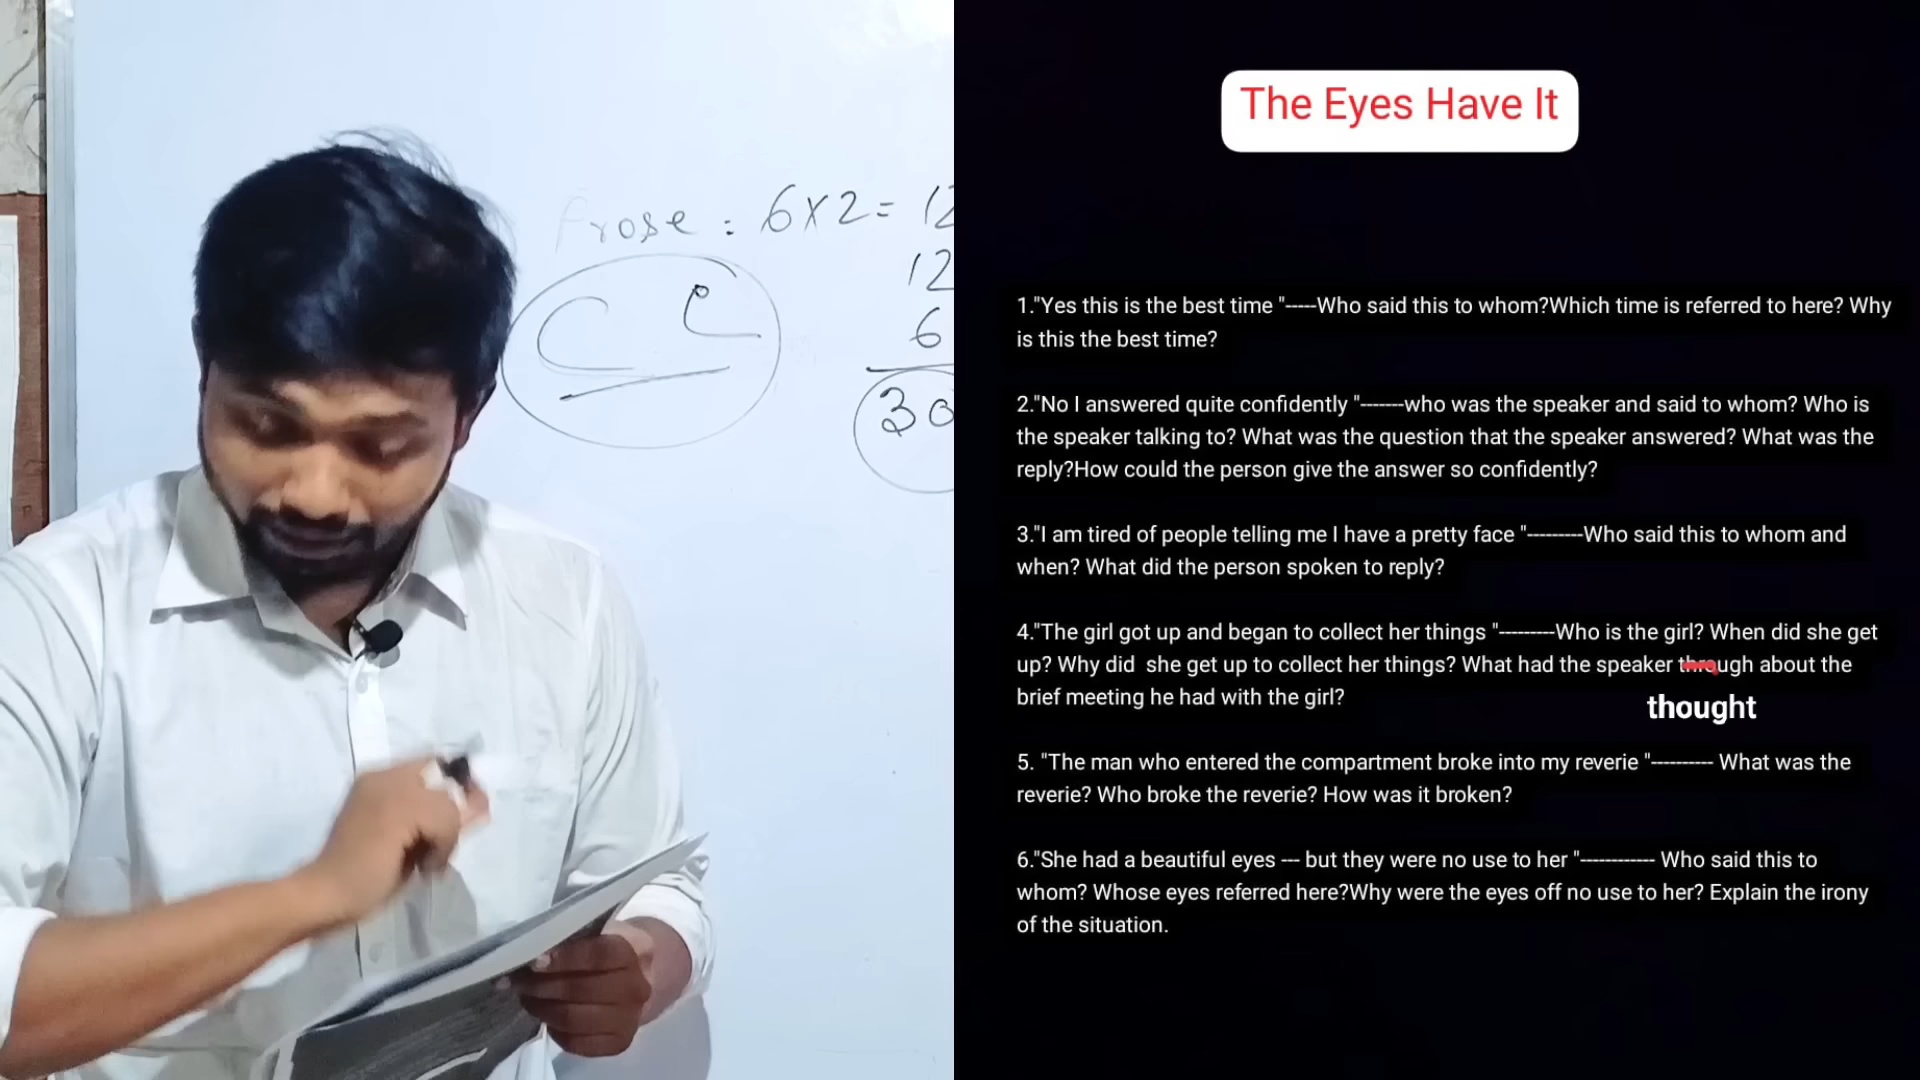 Prose : 6x2 = 12
12
6
30
The Eyes Have It
1."Yes this is the best time "-----Who said this to whom?Which time is referred to here? Why
is this the best time?
2."No I answered quite confidently "-------who was the speaker and said to whom? Who is
the speaker talking to? What was the question that the speaker answered? What was the
reply?How could the person give the answer so confidently?
3."I am tired of people telling me I have a pretty face "---------Who said this to whom and
when? What did the person spoken to reply?
4."The girl got up and began to collect her things "---------Who is the girl? When did she get
up? Why did  she get up to collect her things? What had the speaker through about the
brief meeting he had with the girl?
thought
5. "The man who entered the compartment broke into my reverie "---------- What was the
reverie? Who broke the reverie? How was it broken?
6."She had a beautiful eyes --- but they were no use to her "------------ Who said this to
whom? Whose eyes referred here?Why were the eyes off no use to her? Explain the irony
of the situation.